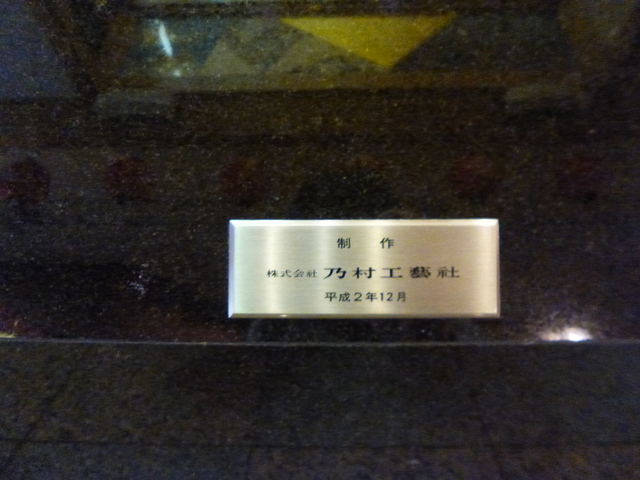 制作
株式会社 乃村工藝社
平成2年12月